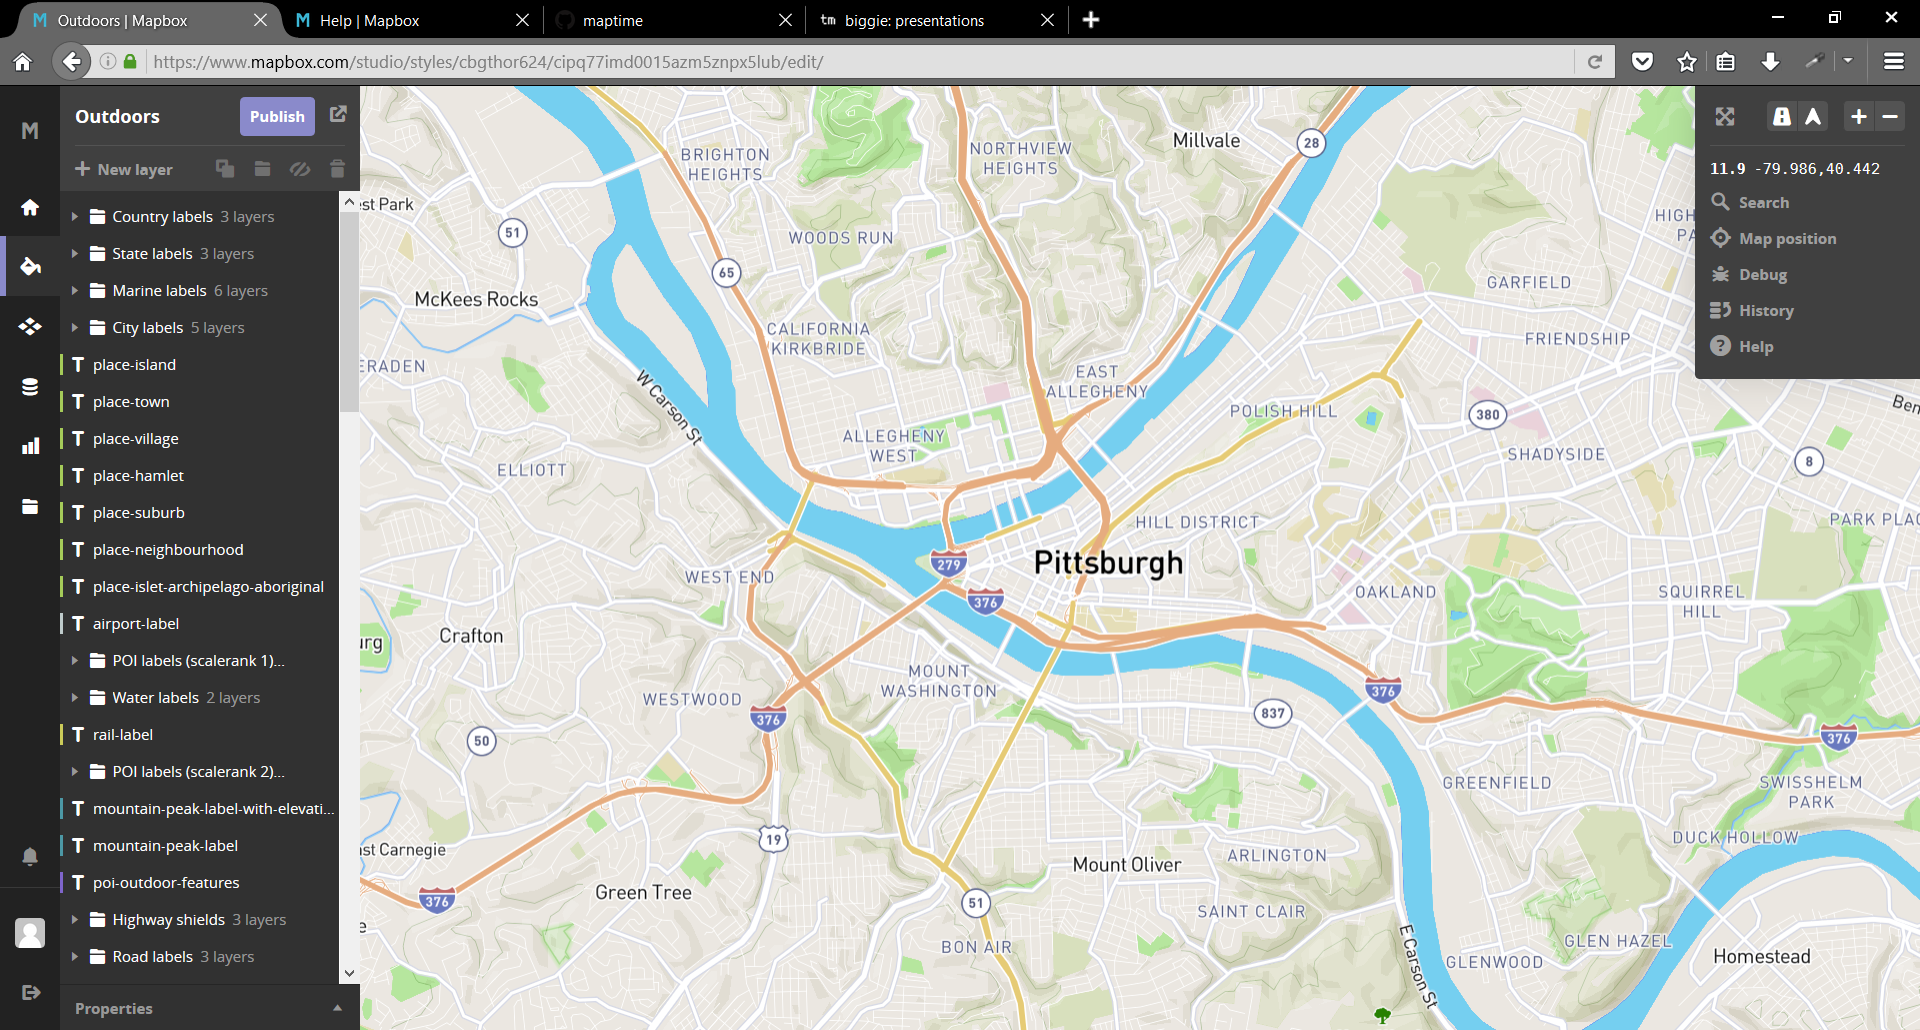 Outdoors | Mapbox
Help | Mapbox
maptime
tm biggie: presentations
https://www.mapbox.com/studio/styles/cbgthor624/cipq77imd0015azm5znpx5lub/edit/
Outdoors
Publish
New layer
Country labels 3 layers
State labels 3 layers
Marine labels 6 layers
City labels 5 layers
T place-island
T place-town
T place-village
T place-hamlet
T place-suburb
T place-neighbourhood
T place-islet-archipelago-aboriginal
T airport-label
POI labels (scalerank 1)...
Water labels 2 layers
T rail-label
POI labels (scalerank 2)...
T mountain-peak-label-with-elevati...
T mountain-peak-label
T poi-outdoor-features
Highway shields 3 layers
Road labels 3 layers
Properties
11.9 -79.986,40.442
Search
Map position
Debug
History
Help
BRIGHTON
HEIGHTS
NORTHVIEW
HEIGHTS
Millvale
28
est Park
51
WOODS RUN
HIGH
PA
65
McKees Rocks
GARFIELD
CALIFORNIA
KIRKBRIDE
FRIENDSHIP
ERADEN
EAST
ALLEGHENY
W Carson St
POLISH HILL
380
Ben
ALLEGHENY
WEST
ELLIOTT
SHADYSIDE
8
HILL DISTRICT
PARK PLAC
279
Pittsburgh
WEST END
376
OAKLAND
SQUIRREL
HILL
urg
Crafton
MOUNT
WASHINGTON
WESTWOOD
376
376
837
50
376
GREENFIELD
SWISSHELM
PARK
19
DUCK HOLLOW
st Carnegie
Mount Oliver
ARLINGTON
376
Green Tree
51
SAINT CLAIR
e
BON AIR
E Carson St
GLEN HAZEL
GLENWOOD
Homestead